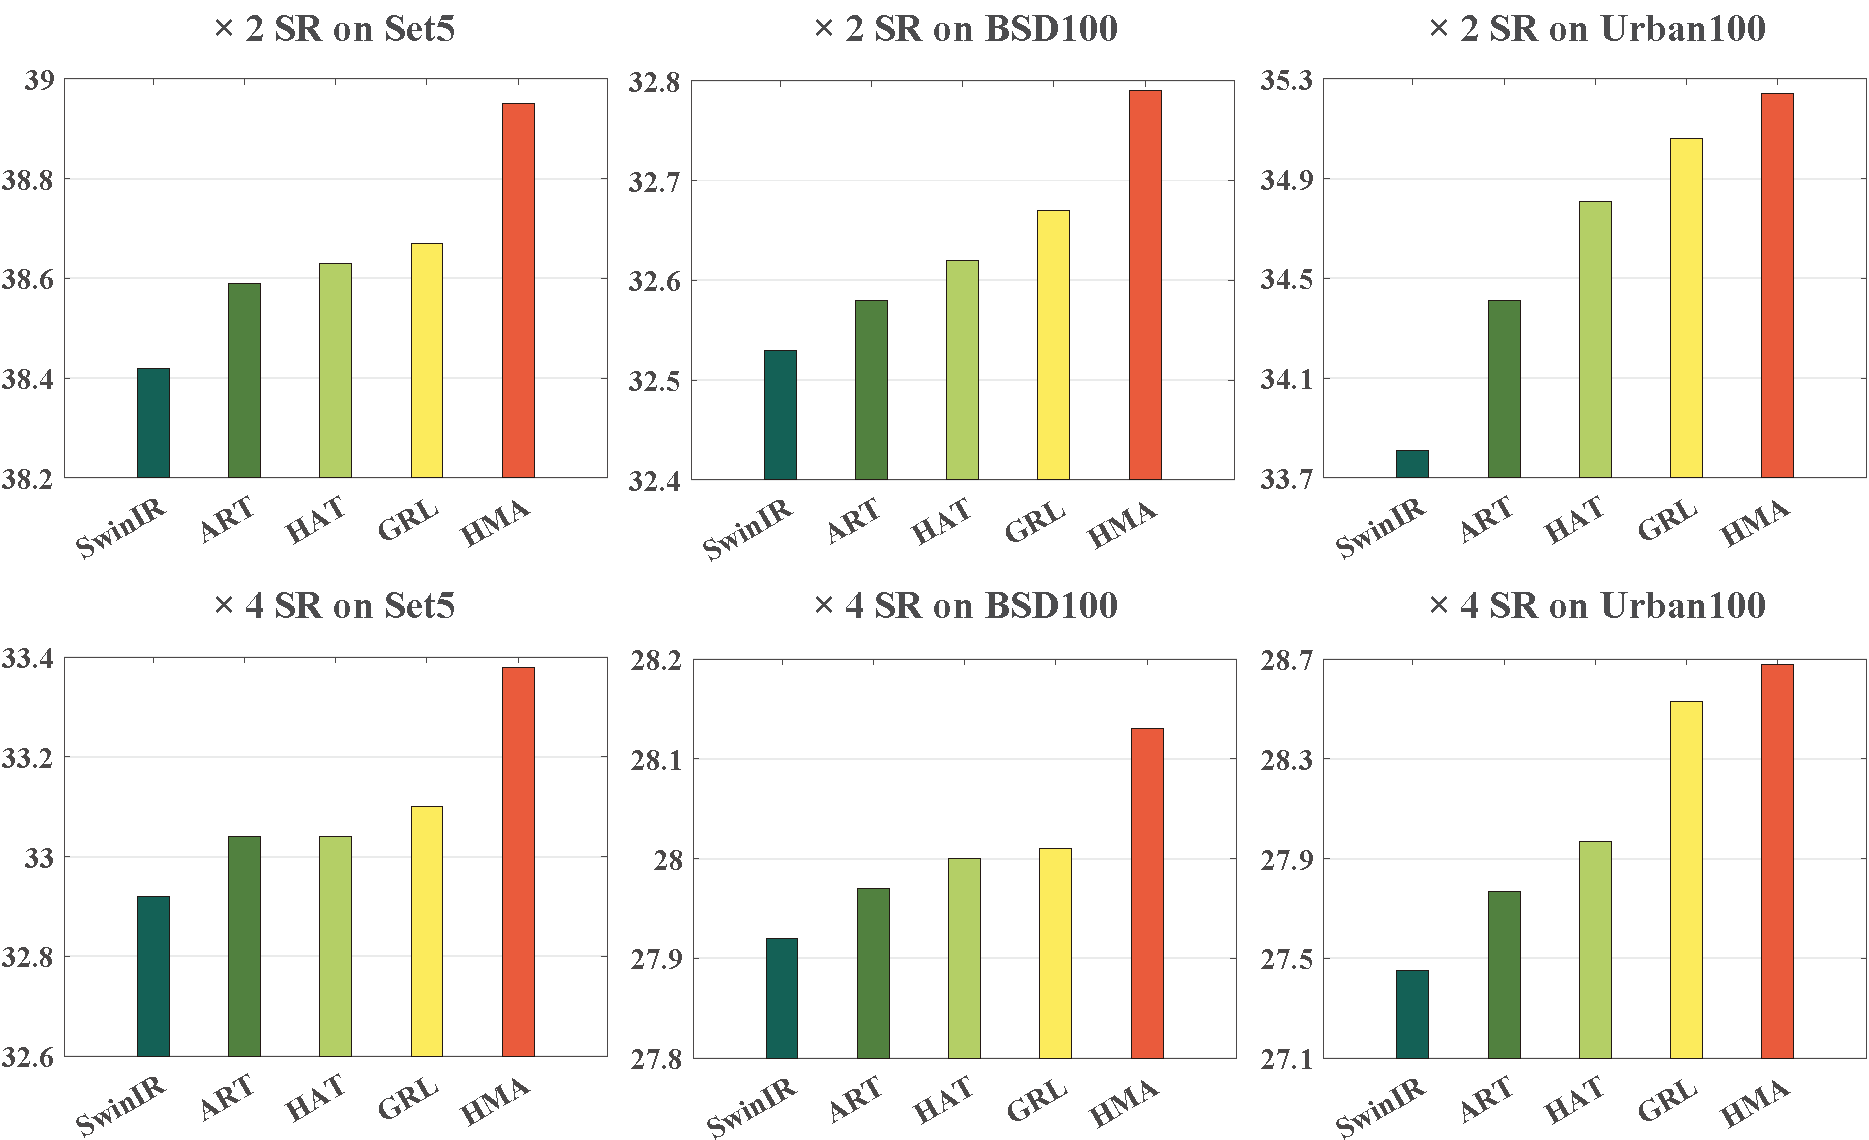 × 2 SR on Set5
39
38.8
38.6
38.4
38.2
SwinIR
ART
HAT
GRL
HMA
× 2 SR on BSD100
32.8
32.7
32.6
32.5
32.4
SwinIR
ART
HAT
GRL
HMA
× 2 SR on Urban100
35.3
34.9
34.5
34.1
33.7
SwinIR
ART
HAT
GRL
HMA
× 4 SR on Set5
33.4
33.2
33
32.8
32.6
SwinIR
ART
HAT
GRL
HMA
× 4 SR on BSD100
28.2
28.1
28
27.9
27.8
SwinIR
ART
HAT
GRL
HMA
× 4 SR on Urban100
28.7
28.3
27.9
27.5
27.1
SwinIR
ART
HAT
GRL
HMA